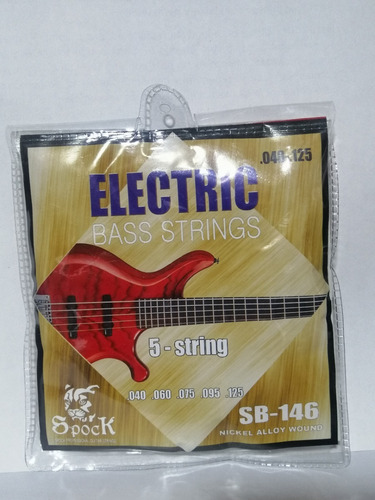 .040-.125
ELECTRIC
BASS STRINGS
5 - string
.040 .060 .075 .095 .125
Spock
SB-146
NICKEL ALLOY WOUND